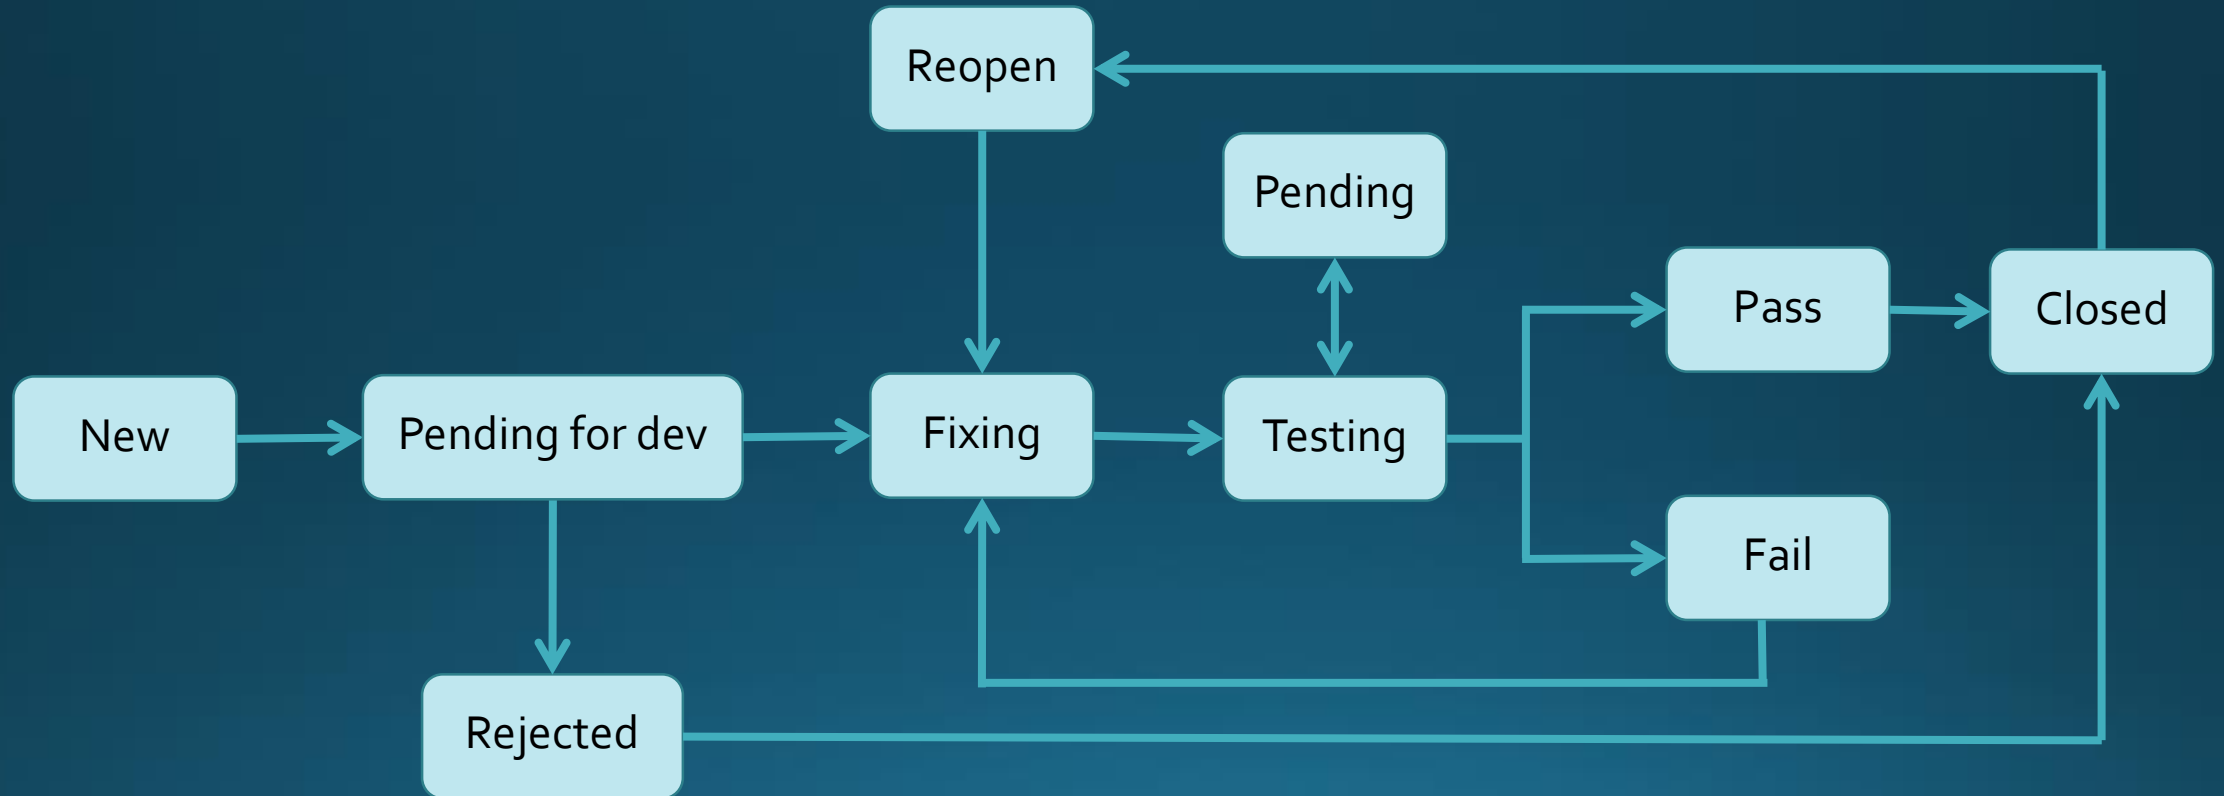 Reopen
Pending
Pass
Closed
New
Pending for dev
Fixing
Testing
Fail
Rejected